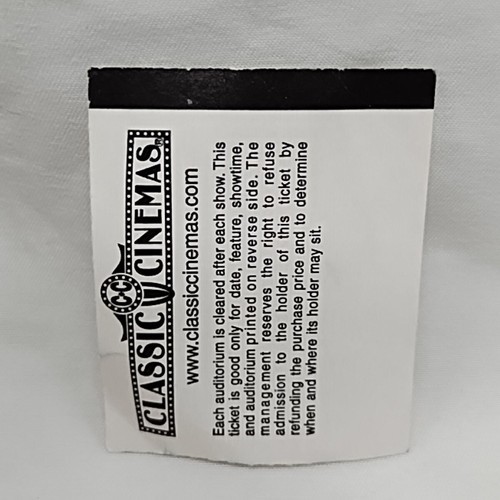 C·C
CLASSIC CINEMAS®
www.classiccinemas.com
Each auditorium is cleared after each show. This
ticket is good only for date, feature, showtime,
and auditorium printed on reverse side. The
management reserves the right to refuse
admission to the holder of this ticket by
refunding the purchase price and to determine
when and where its holder may sit.